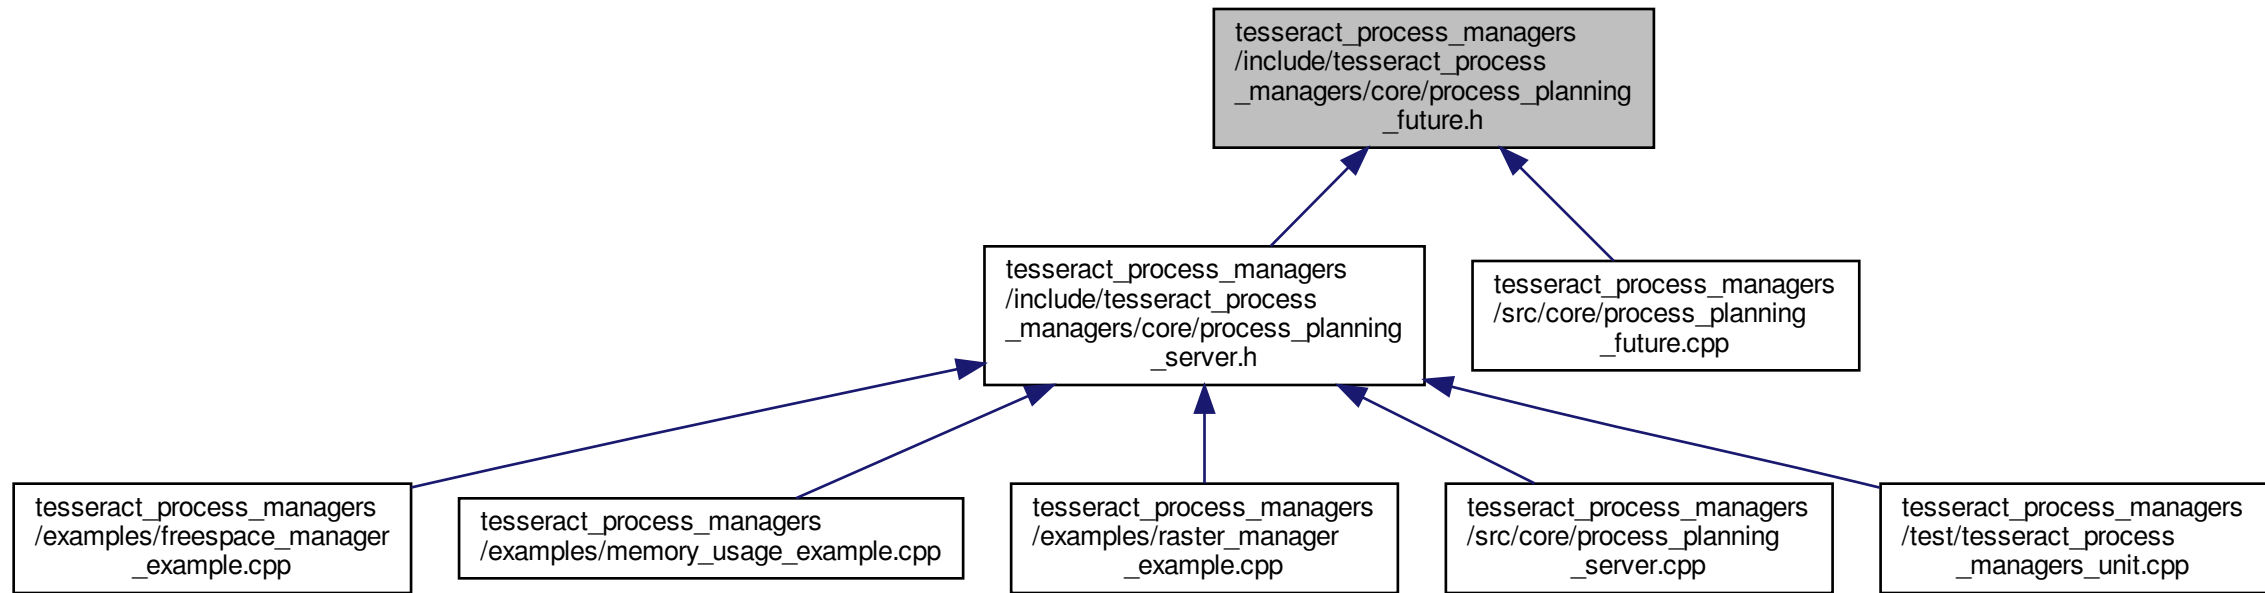 tesseract_process_managers
/include/tesseract_process
_managers/core/process_planning
_future.h
tesseract_process_managers
/include/tesseract_process
_managers/core/process_planning
_server.h
tesseract_process_managers
/src/core/process_planning
_future.cpp
tesseract_process_managers
/examples/freespace_manager
_example.cpp
tesseract_process_managers
/examples/memory_usage_example.cpp
tesseract_process_managers
/examples/raster_manager
_example.cpp
tesseract_process_managers
/src/core/process_planning
_server.cpp
tesseract_process_managers
/test/tesseract_process
_managers_unit.cpp